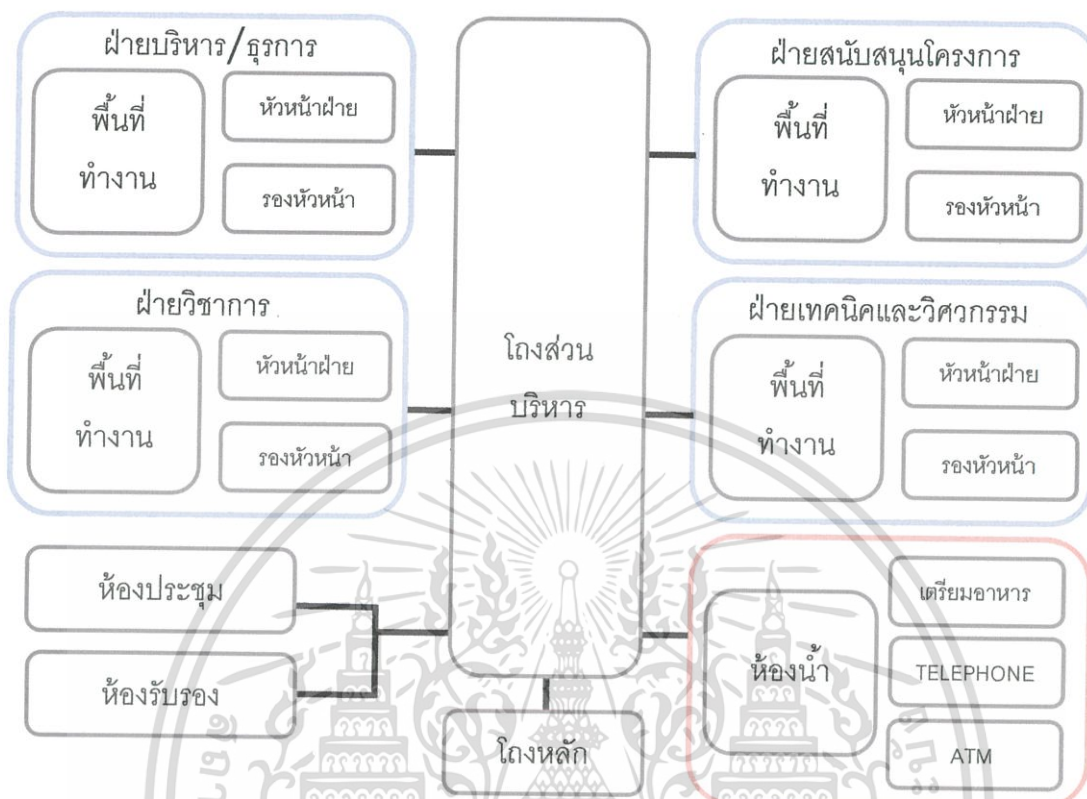 ฝ่ายบริหาร/ธุรการ
พื้นที่
ทำงาน
หัวหน้าฝ่าย
รองหัวหน้า
ฝ่ายสนับสนุนโครงการ
พื้นที่
ทำงาน
หัวหน้าฝ่าย
รองหัวหน้า
ฝ่ายวิชาการ
พื้นที่
ทำงาน
หัวหน้าฝ่าย
รองหัวหน้า
โถงส่วน
บริหาร
ฝ่ายเทคนิคและวิศวกรรม
พื้นที่
ทำงาน
หัวหน้าฝ่าย
รองหัวหน้า
ห้องประชุม
ห้องรับรอง
โถงหลัก
ห้องน้ำ
เตรียมอาหาร
TELEPHONE
ATM